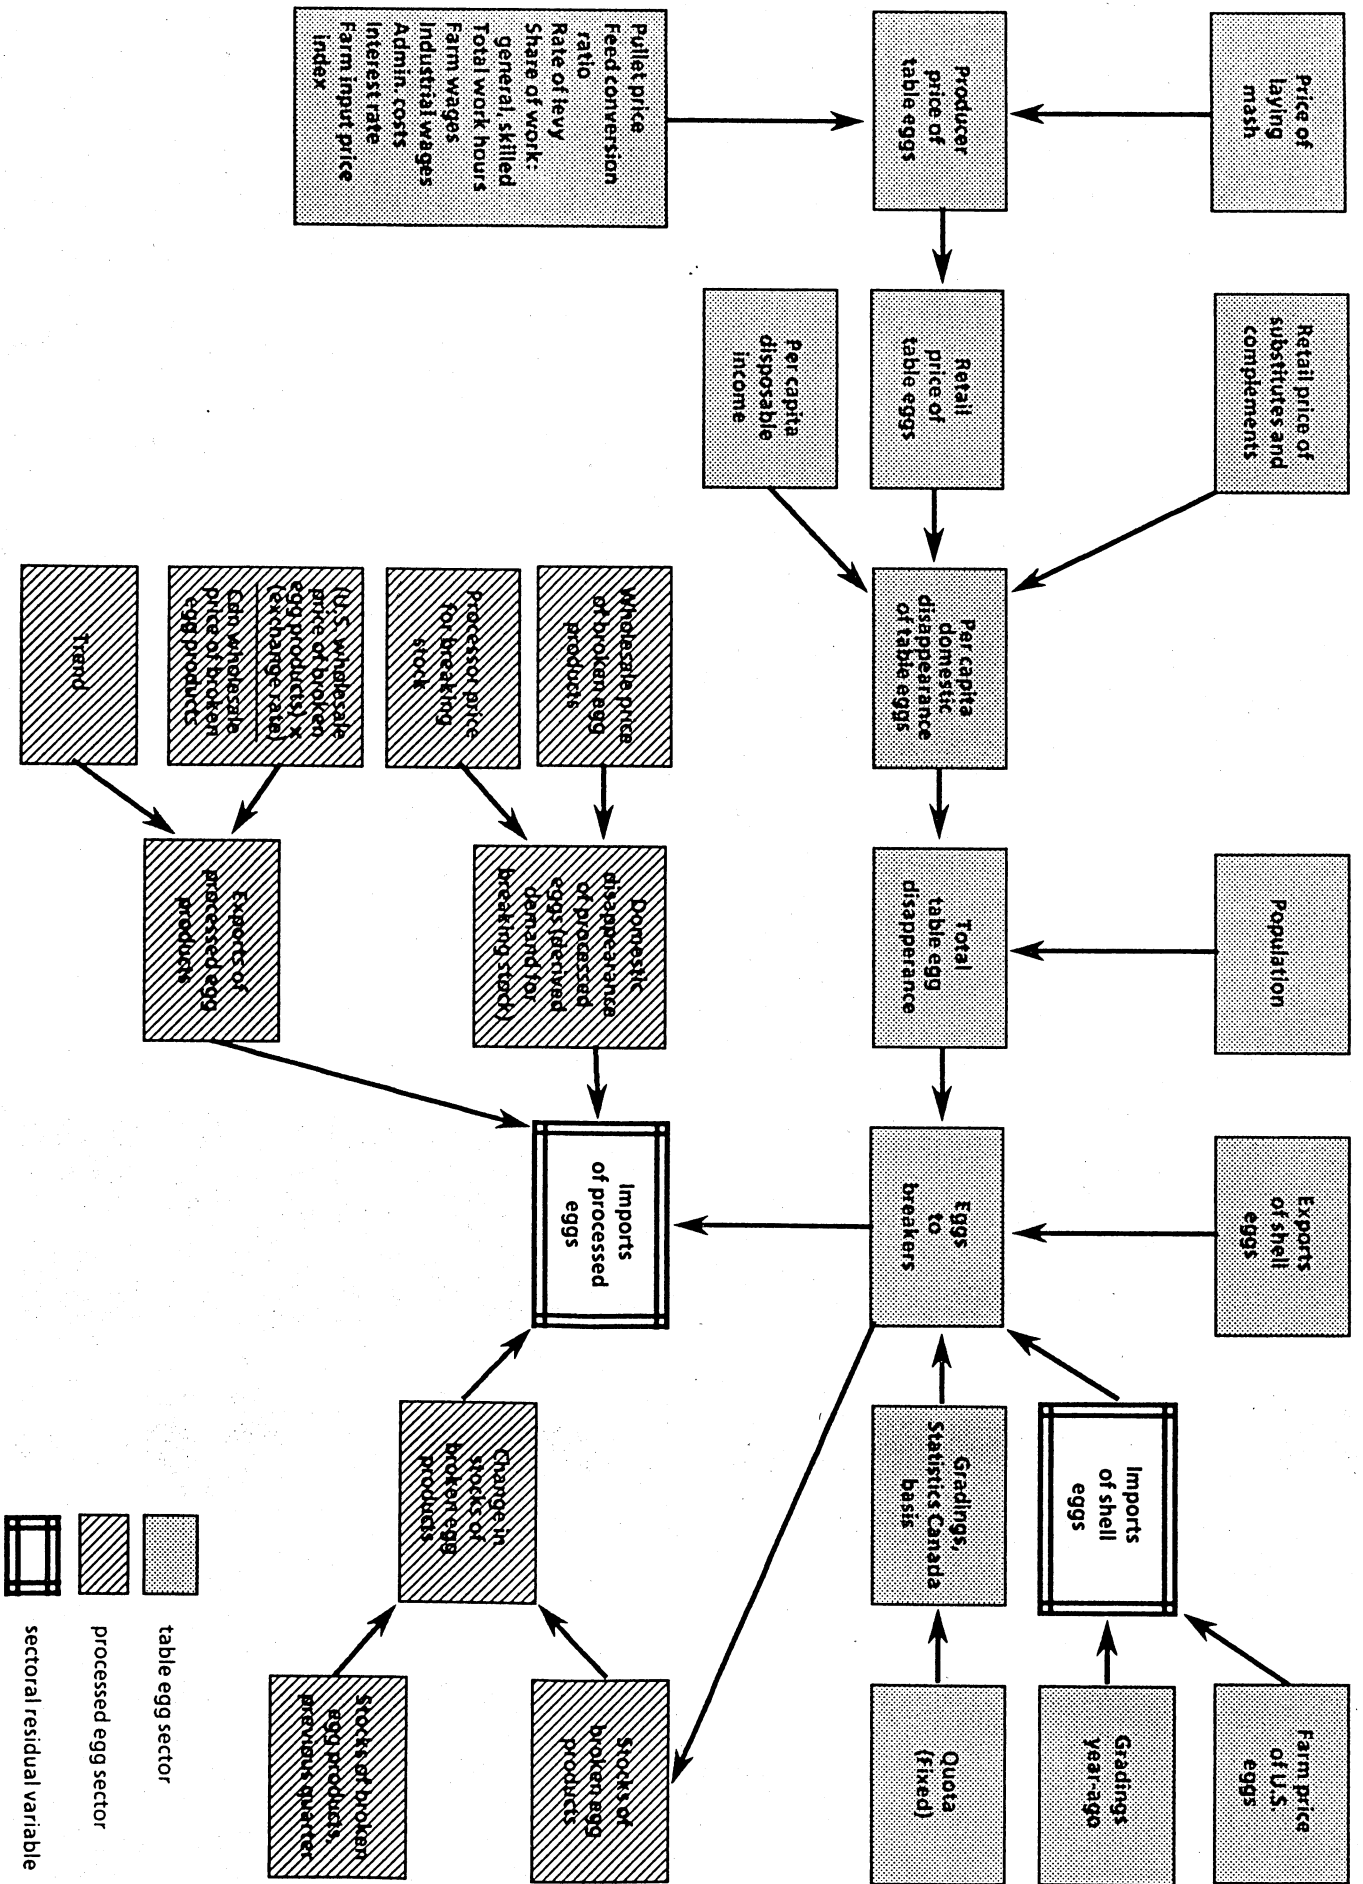 Price of
laying
mash
Producer
price of
table eggs
Pullet price
Feed conversion
ratio
Rate of levy
Share of work:
general, skilled
Total work hours
Farm wages
Industrial wages
Admin. costs
Interest rate
Farm input price
index
Retail price of
substitutes and
complements
Retail
price of
table eggs
Per capita
disposable
income
Per capita
domestic
disappearance
of table eggs
Wholesale price
of broken egg
products
Processor price
for breaking
stock
(U.S. wholesale
price of broken
egg products) x
(exchange rate)
Cdn wholesale
price of broken
egg products
Trend
Population
Total
table egg
disapperance
Domestic
disappearance
of processed
eggs (derived
demand for
breaking stock)
Exports of
processed egg
products
Exports
of shell
eggs
Eggs
to
breakers
Imports
of processed
eggs
Imports
of shell
eggs
Gradings,
Statistics Canada
basis
Change in
stocks of
broken egg
products
Farm price
of U.S.
eggs
Gradings
year-ago
Quota
(fixed)
Stocks of
broken egg
products
Stocks of broken
egg products,
previous quarter
table egg sector
processed egg sector
sectoral residual variable